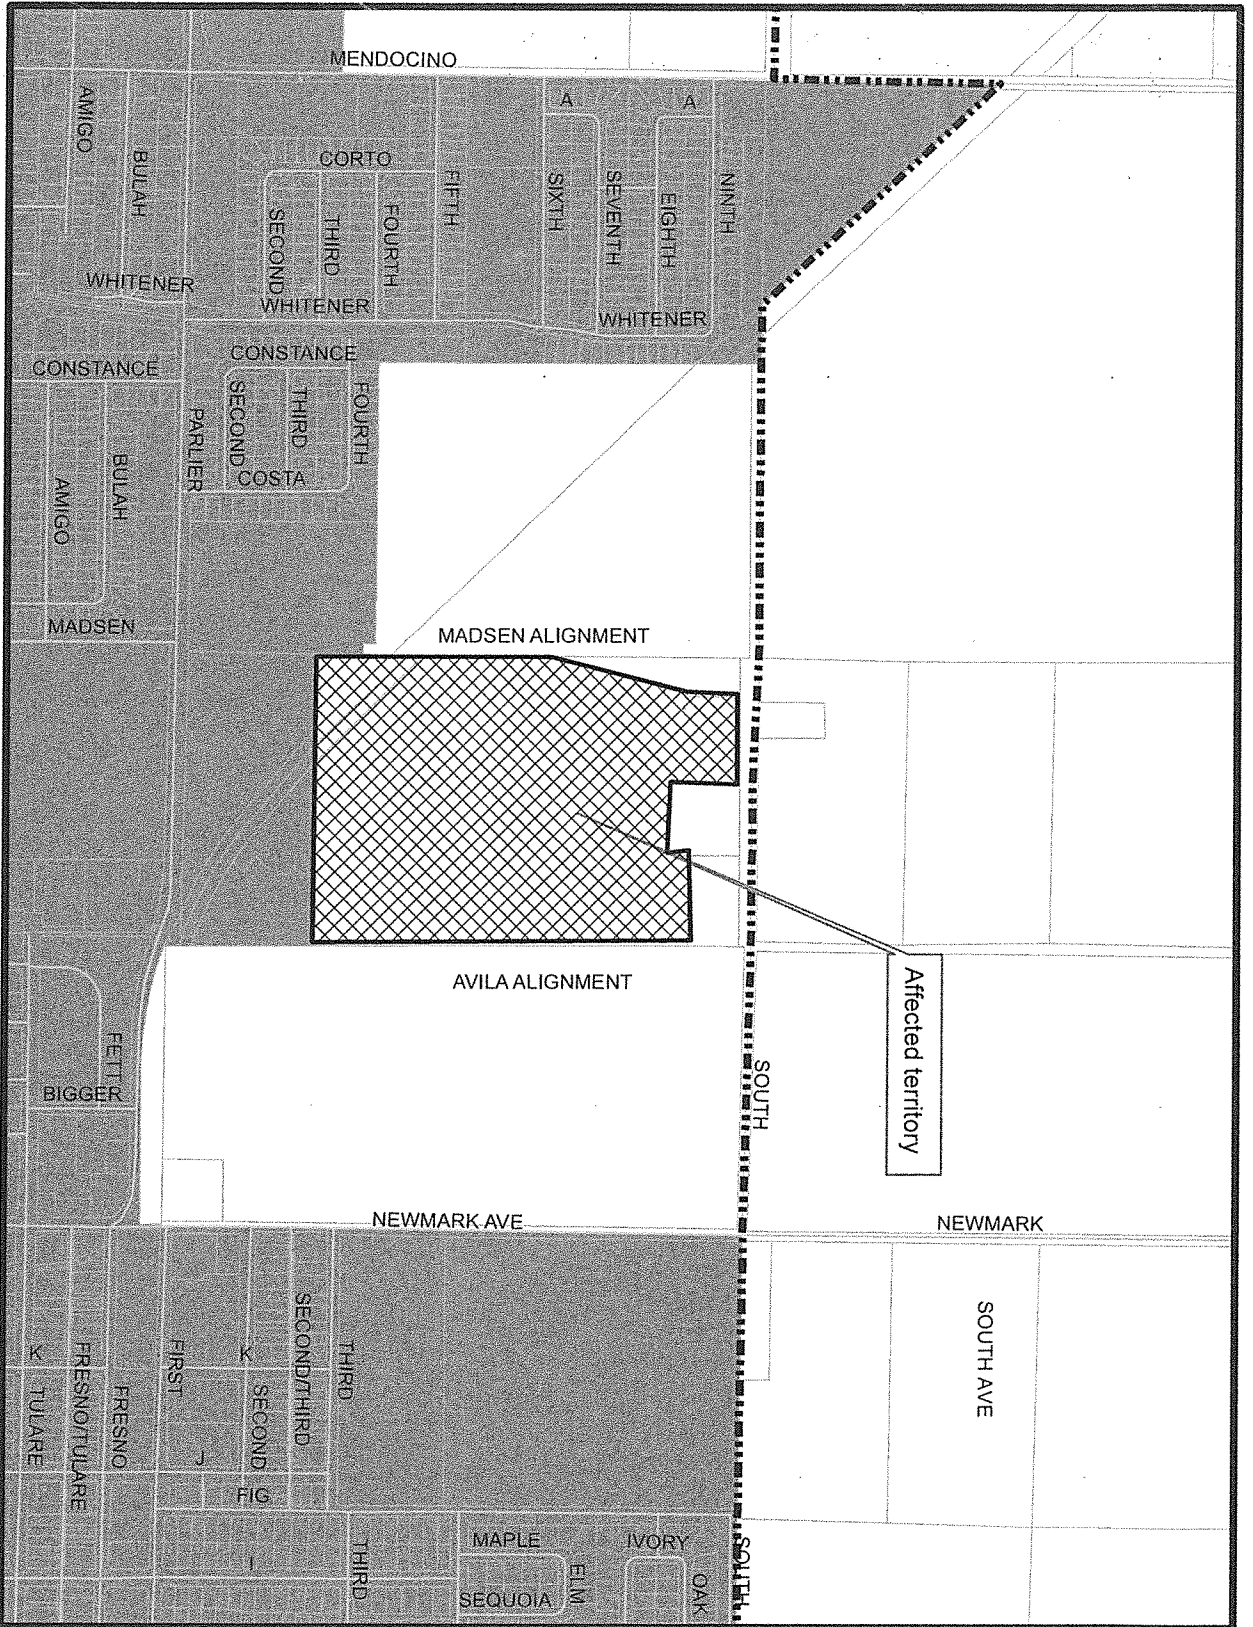 MENDOCINO
AMIGO
BULAH
CORTO
A
A
SECOND
THIRD
FOURTH
FIFTH
SIXTH
SEVENTH
EIGHTH
NINTH
WHITENER
WHITENER
WHITENER
CONSTANCE
CONSTANCE
SECOND
THIRD
FOURTH
PARLIER
BULAH
AMIGO
COSTA
MADSEN
MADSEN ALIGNMENT
AVILA ALIGNMENT
Affected territory
FETT
BIGGER
SOUTH
NEWMARK AVE
NEWMARK
SOUTH AVE
K
TULARE
FRESNO/TULARE
FRESNO
FIRST
K
SECOND
SECOND/THIRD
THIRD
J
FIG
I
THIRD
MAPLE
ELM
SEQUOIA
IVORY
OAK
SOUTH